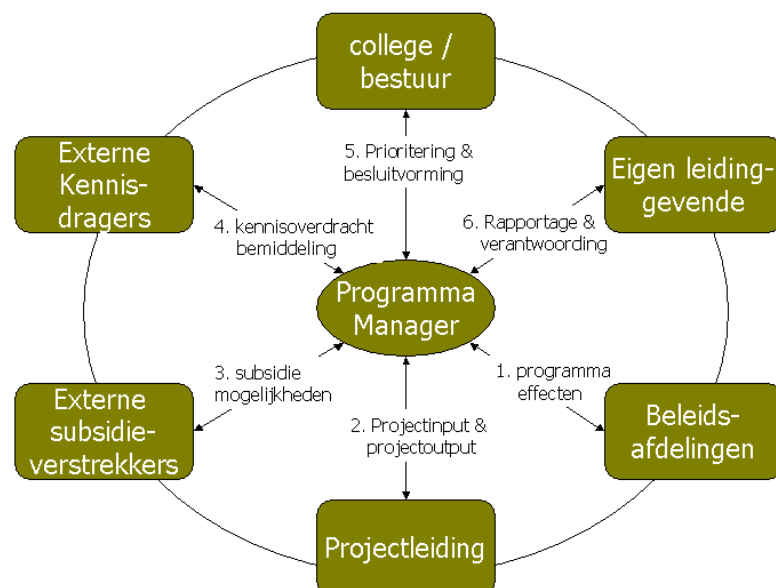 college /
bestuur
Externe
Kennis-
dragers
5. Prioritering &
besluitvorming
Eigen leiding-
gevende
4. kennisoverdracht
bemiddeling
6. Rapportage &
verantwoording
Programma
Manager
3. subsidie
mogelijkheden
1. programma
effecten
Externe
subsidie-
verstrekkers
2. Projectinput &
projectoutput
Beleids-
afdelingen
Projectleiding